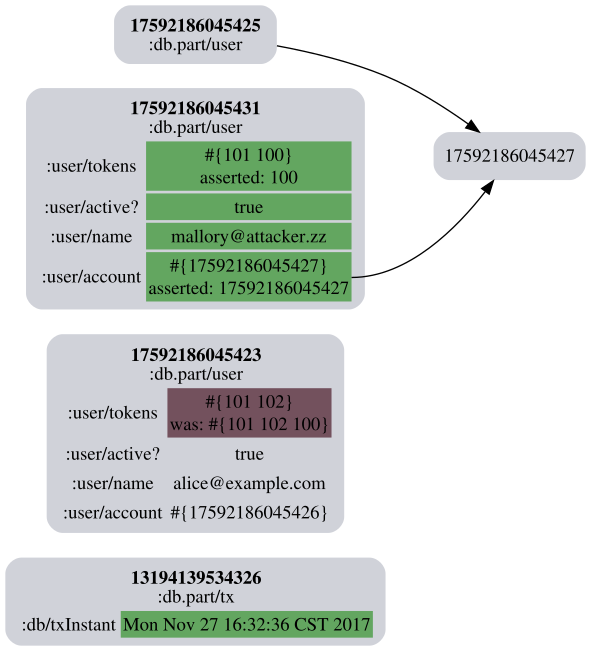 17592186045425
:db.part/user
17592186045431
:db.part/user
:user/tokens
#{101 100}
asserted: 100
:user/active?
true
:user/name
mallory@attacker.zz
:user/account
#{17592186045427}
asserted: 17592186045427
17592186045427
17592186045423
:db.part/user
:user/tokens
#{101 102}
was: #{101 102 100}
:user/active?
true
:user/name
alice@example.com
:user/account
#{17592186045426}
13194139534326
:db.part/tx
:db/txInstant
Mon Nov 27 16:32:36 CST 2017